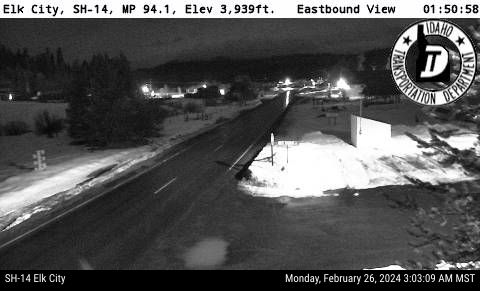 Elk City, SH-14, MP 94.1, Elev 3,939ft. Eastbound View 01:50:58
IDAHO
TRANSPORTATION DEPARTMENT
SH-14 Elk City Monday, February 26, 2024 3:03:09 AM MST